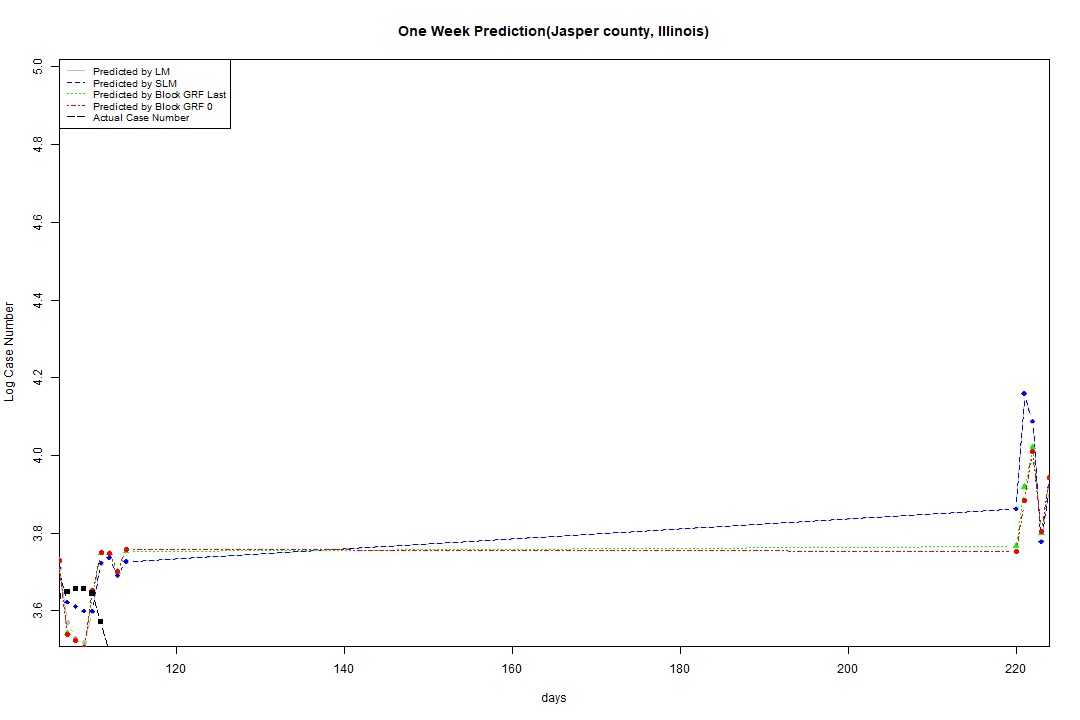 One Week Prediction(Jasper county, Illinois)
Predicted by LM
Predicted by SLM
Predicted by Block GRF Last
Predicted by Block GRF 0
Actual Case Number
5.0
4.8
4.6
4.4
4.2
4.0
3.8
3.6
Log Case Number
120 140 160 180 200 220
days